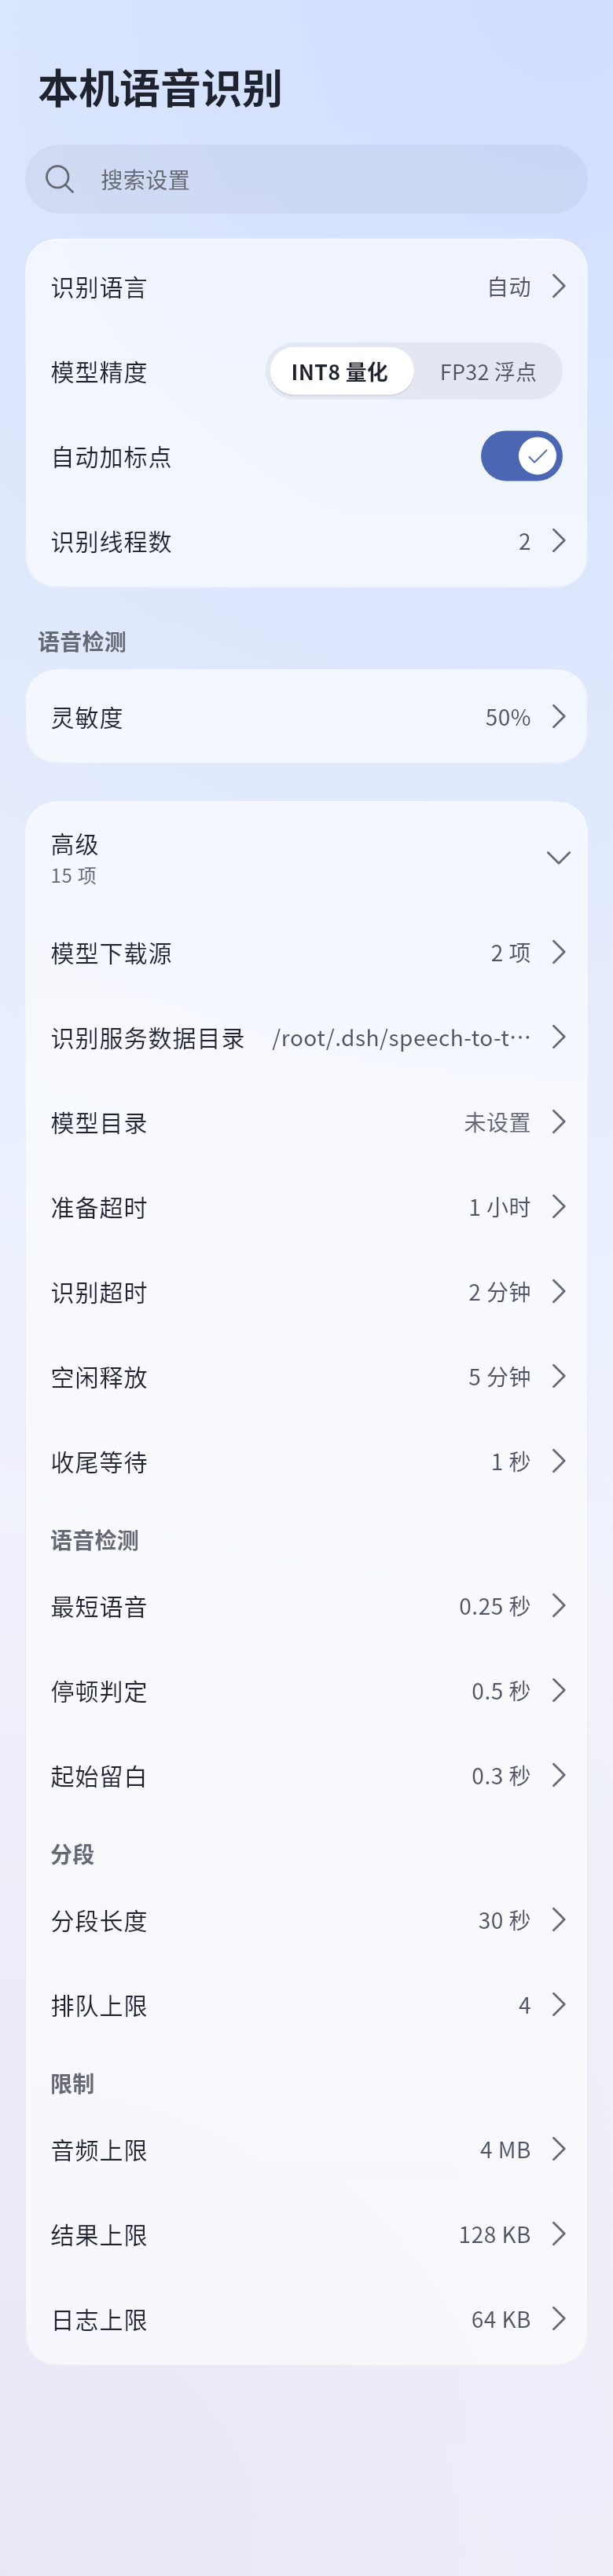 本机语音识别
搜索设置
识别语言 自动
模型精度 INT8 量化 FP32 浮点
自动加标点
识别线程数 2
语音检测
灵敏度 50%
高级
15 项
模型下载源 2 项
识别服务数据目录 /root/.dsh/speech-to-t…
模型目录 未设置
准备超时 1 小时
识别超时 2 分钟
空闲释放 5 分钟
收尾等待 1 秒
语音检测
最短语音 0.25 秒
停顿判定 0.5 秒
起始留白 0.3 秒
分段
分段长度 30 秒
排队上限 4
限制
音频上限 4 MB
结果上限 128 KB
日志上限 64 KB